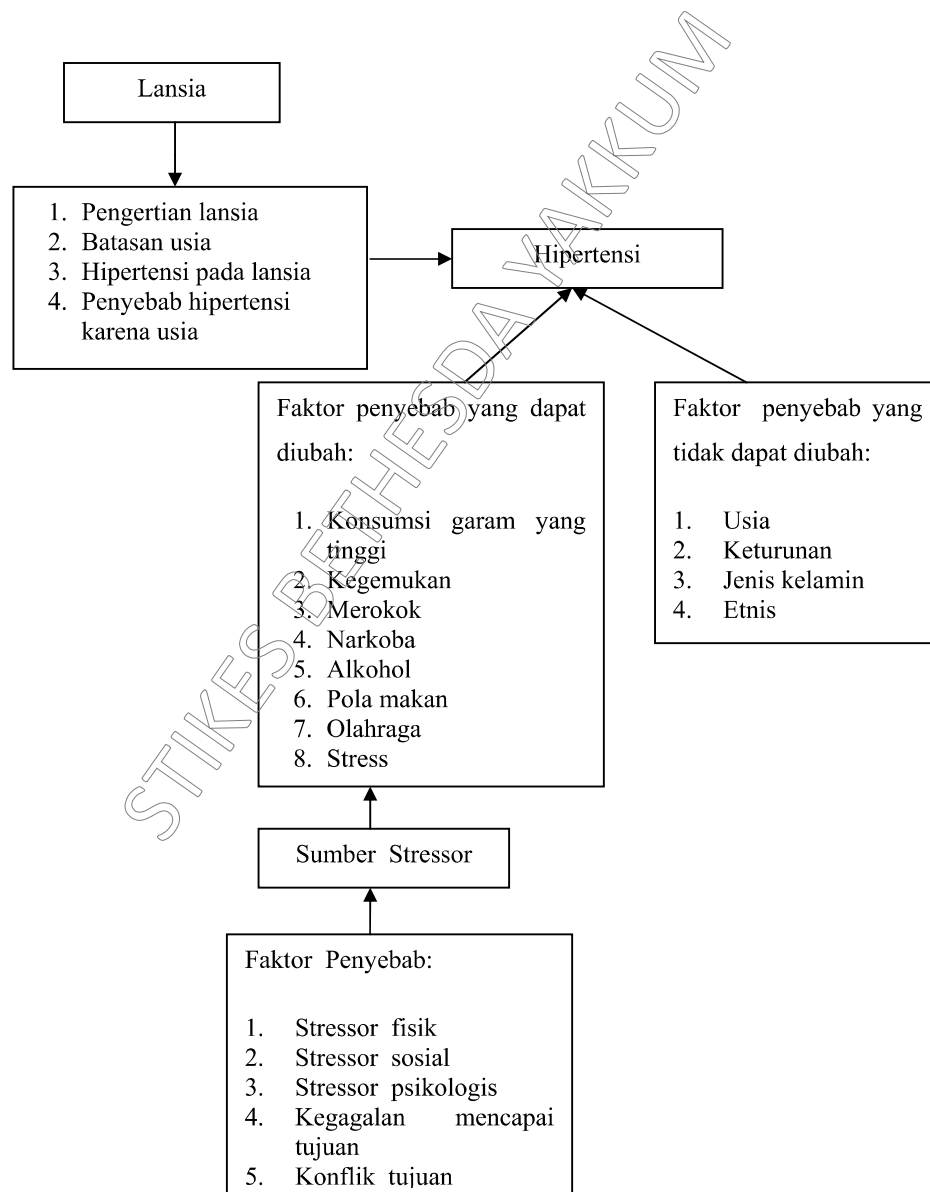 Lansia
1. Pengertian lansia
2. Batasan usia
3. Hipertensi pada lansia
4. Penyebab hipertensi
karena usia
Hipertensi
Faktor penyebab yang dapat
diubah:
1. Konsumsi garam yang
tinggi
2. Kegemukan
3. Merokok
4. Narkoba
5. Alkohol
6. Pola makan
7. Olahraga
8. Stress
Faktor penyebab yang
tidak dapat diubah:
1. Usia
2. Keturunan
3. Jenis kelamin
4. Etnis
Sumber Stressor
Faktor Penyebab:
1. Stressor fisik
2. Stressor sosial
3. Stressor psikologis
4. Kegagalan mencapai
tujuan
5. Konflik tujuan
STIKES BETHESDA YAKKUM